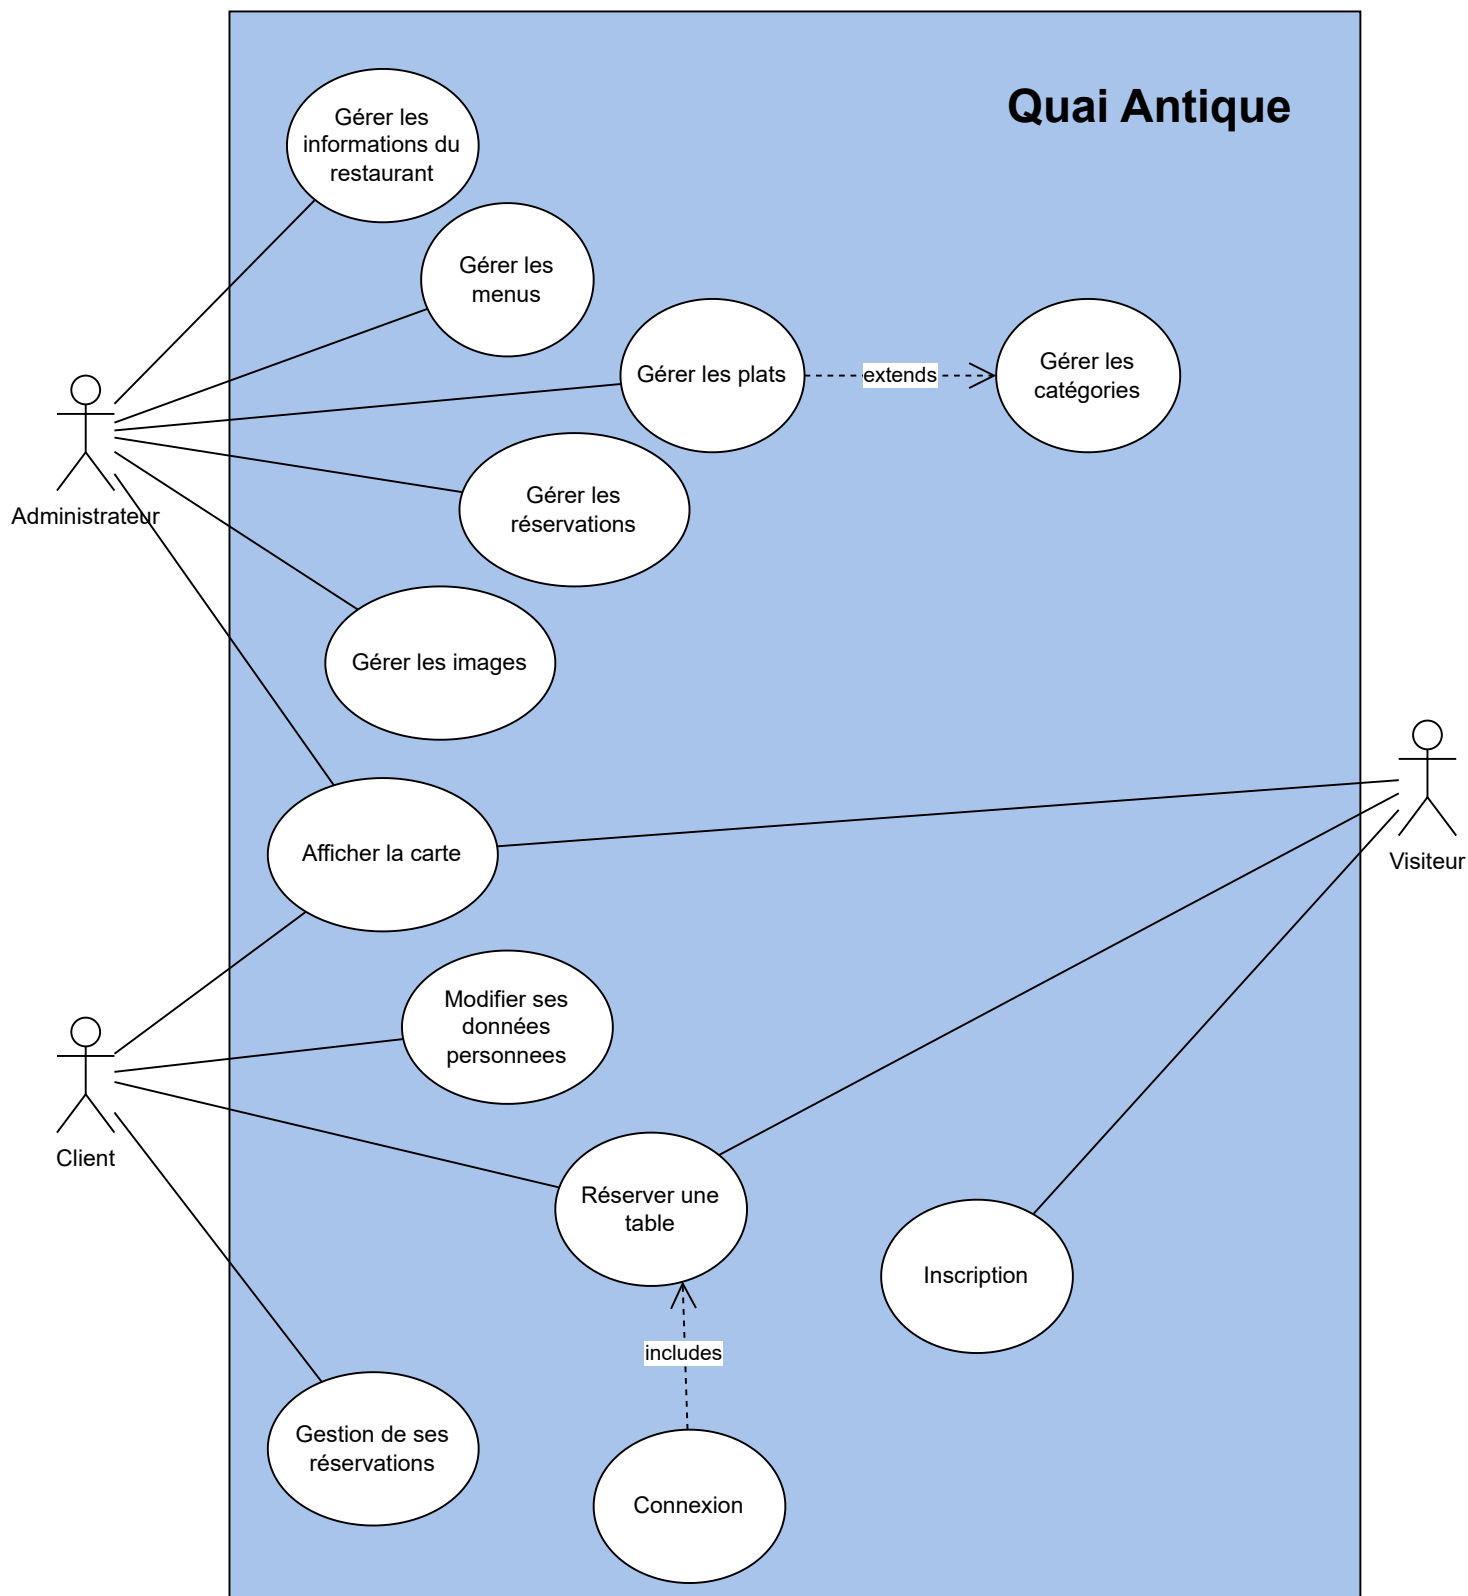 Quai Antique
Gérer les
informations du
restaurant
Gérer les
menus
Gérer les plats
extends
Gérer les
catégories
Administrateur
Gérer les
réservations
Gérer les images
Afficher la carte
Visiteur
Modifier ses
données
personnees
Client
Réserver une
table
Inscription
includes
Gestion de ses
réservations
Connexion